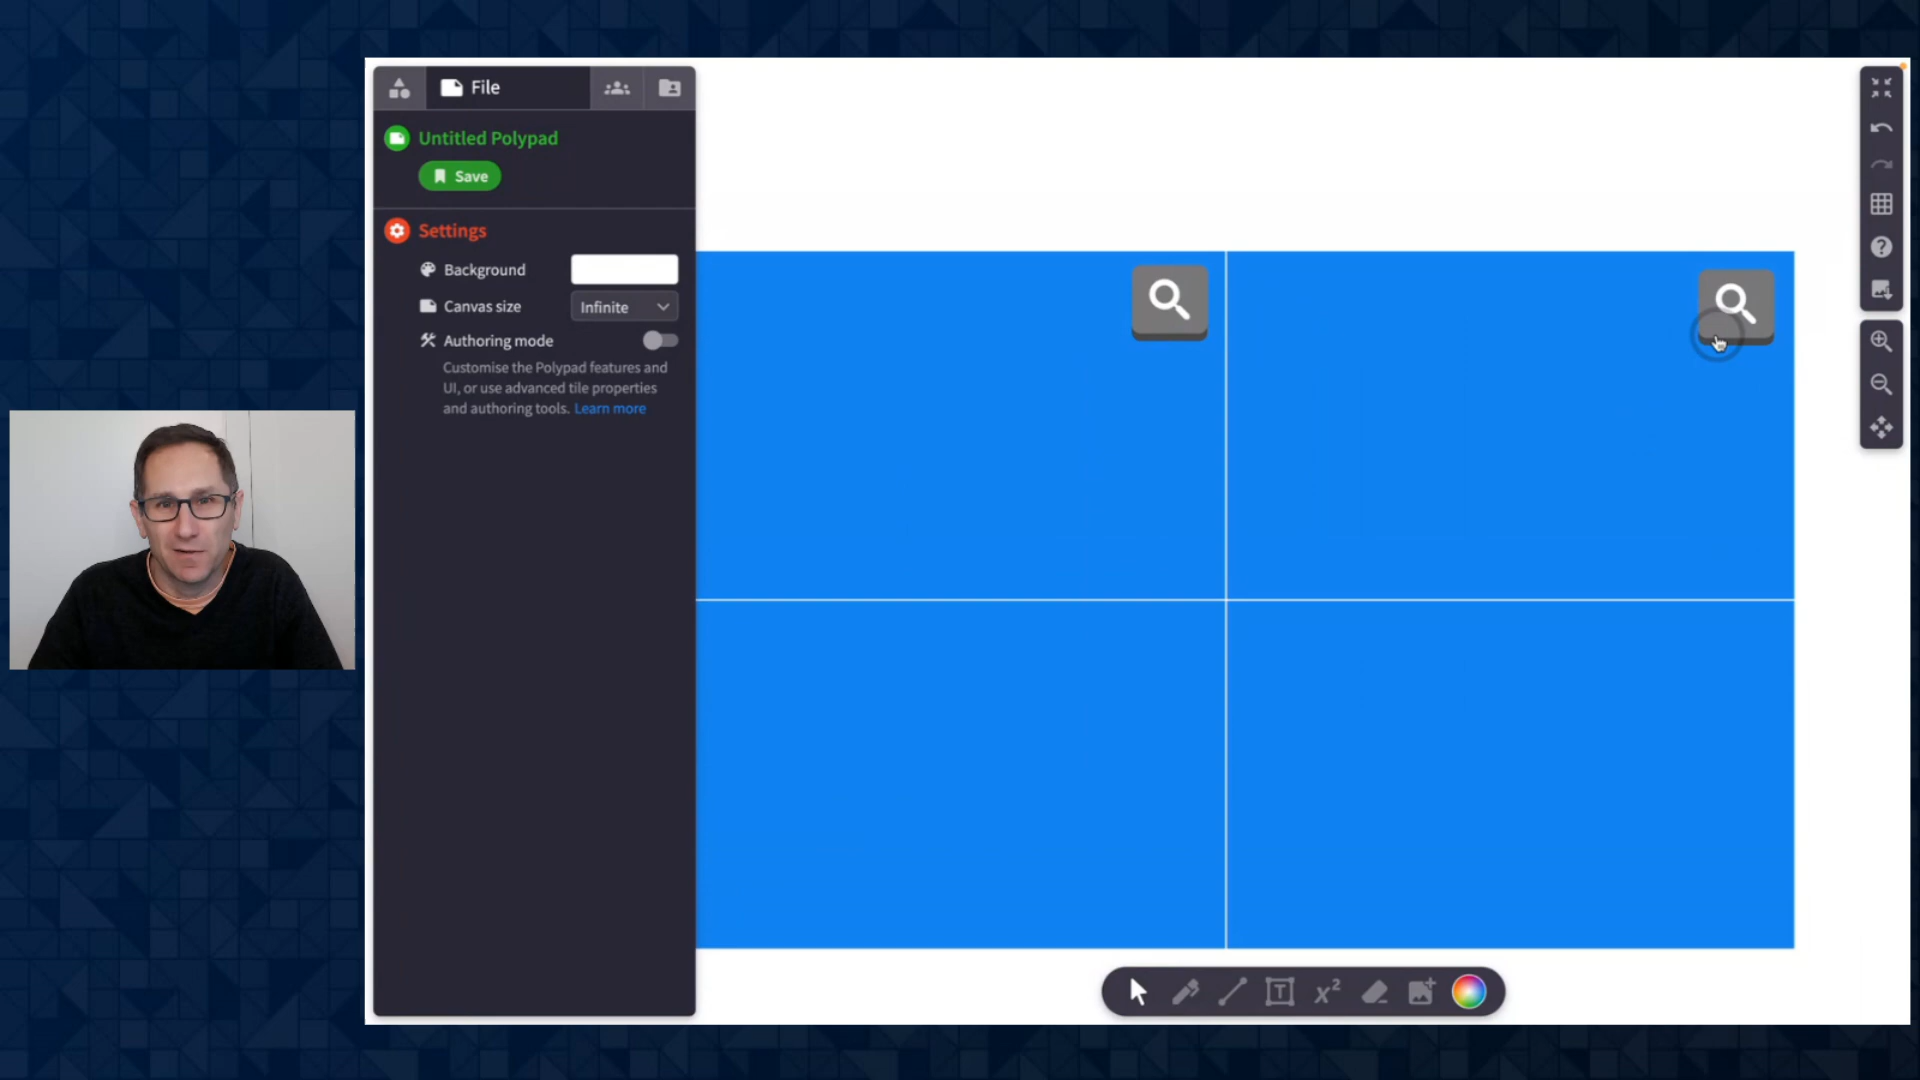 File
Untitled Polypad
Save
Settings
Background
Canvas size
Infinite
Authoring mode
Customise the Polypad features and
UI, or use advanced tile properties
and authoring tools. Learn more
T
x²
?